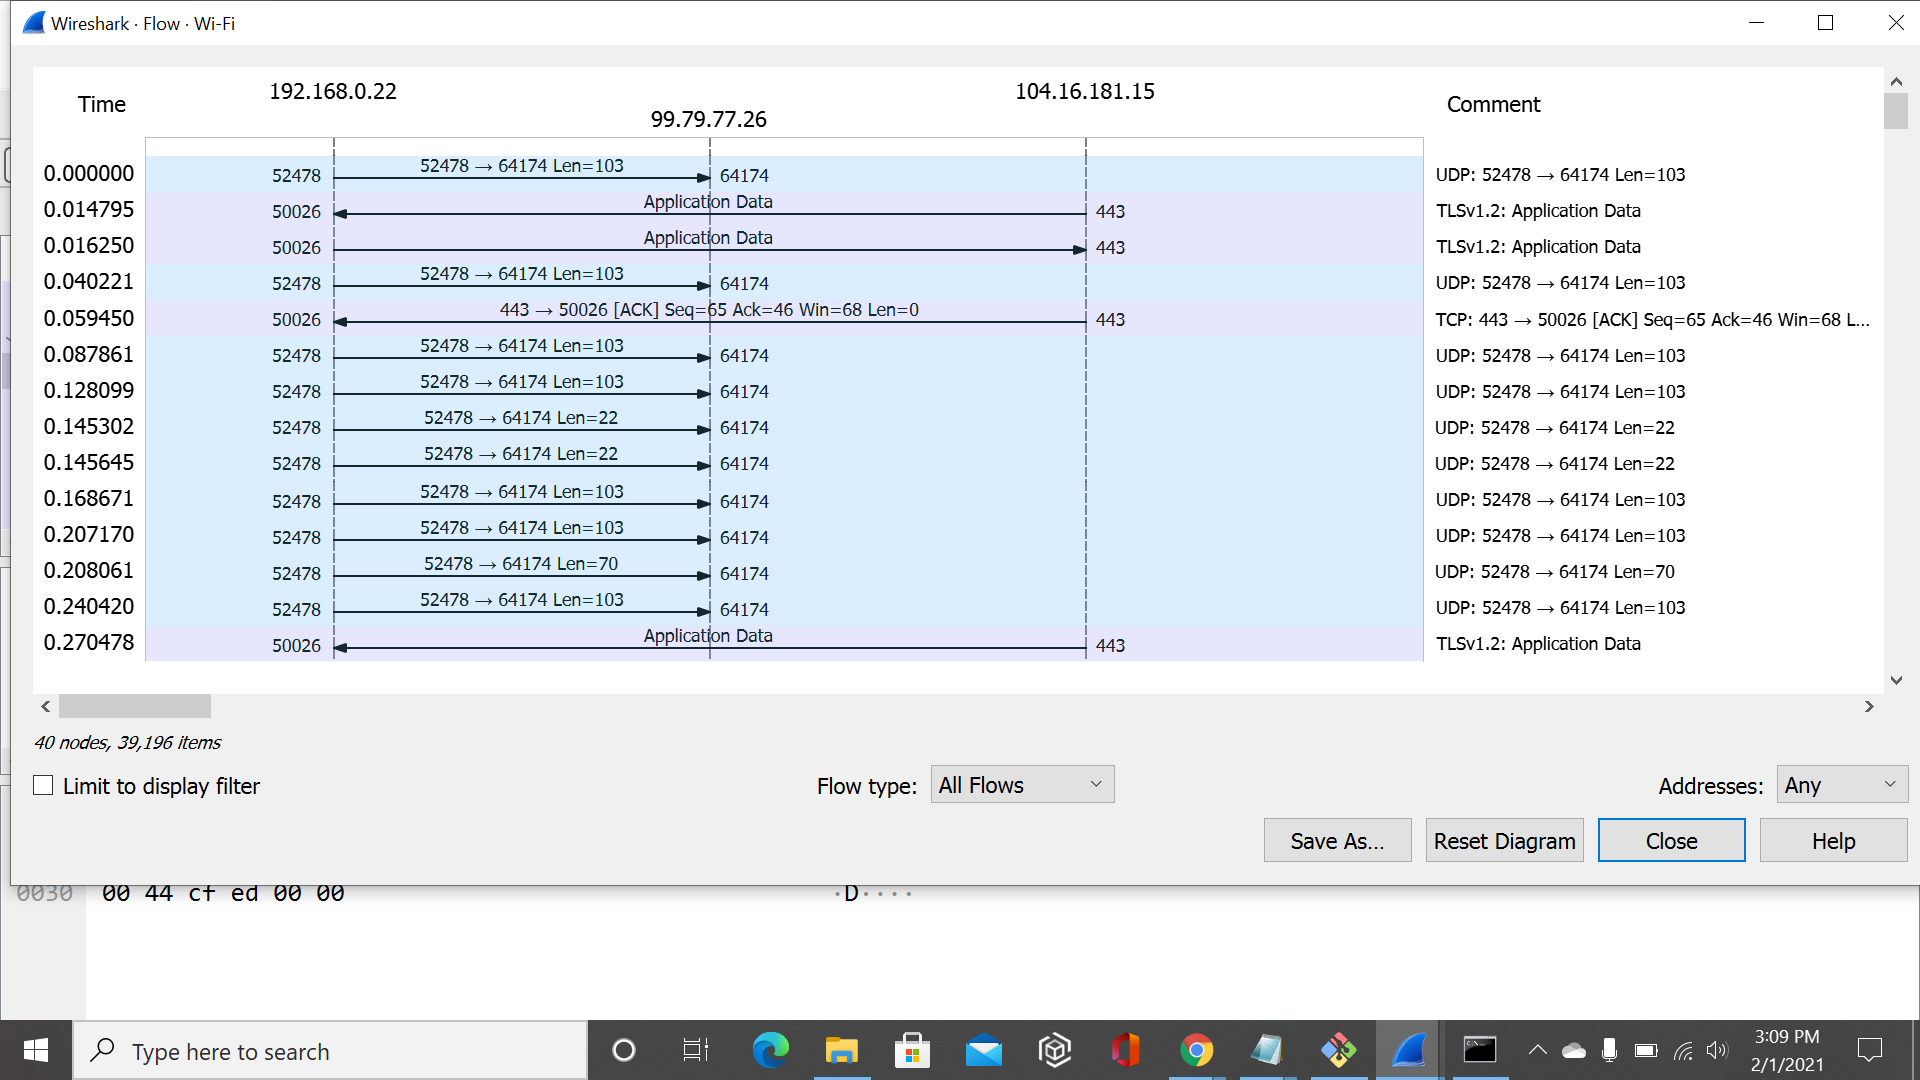 Wireshark · Flow · Wi-Fi
Time
192.168.0.22
99.79.77.26
104.16.181.15
Comment
0.000000 52478 52478 → 64174 Len=103 64174 UDP: 52478 → 64174 Len=103
0.014795 50026 Application Data 443 TLSv1.2: Application Data
0.016250 50026 Application Data 443 TLSv1.2: Application Data
0.040221 52478 52478 → 64174 Len=103 64174 UDP: 52478 → 64174 Len=103
0.059450 50026 443 → 50026 [ACK] Seq=65 Ack=46 Win=68 Len=0 443 TCP: 443 → 50026 [ACK] Seq=65 Ack=46 Win=68 L...
0.087861 52478 52478 → 64174 Len=103 64174 UDP: 52478 → 64174 Len=103
0.128099 52478 52478 → 64174 Len=103 64174 UDP: 52478 → 64174 Len=103
0.145302 52478 52478 → 64174 Len=22 64174 UDP: 52478 → 64174 Len=22
0.145645 52478 52478 → 64174 Len=22 64174 UDP: 52478 → 64174 Len=22
0.168671 52478 52478 → 64174 Len=103 64174 UDP: 52478 → 64174 Len=103
0.207170 52478 52478 → 64174 Len=103 64174 UDP: 52478 → 64174 Len=103
0.208061 52478 52478 → 64174 Len=70 64174 UDP: 52478 → 64174 Len=70
0.240420 52478 52478 → 64174 Len=103 64174 UDP: 52478 → 64174 Len=103
0.270478 50026 Application Data 443 TLSv1.2: Application Data
40 nodes, 39,196 items
Limit to display filter
Flow type: All Flows
Addresses: Any
Save As...
Reset Diagram
Close
Help
0030 00 44 cf ed 00 00 ·D····
Type here to search
3:09 PM
2/1/2021